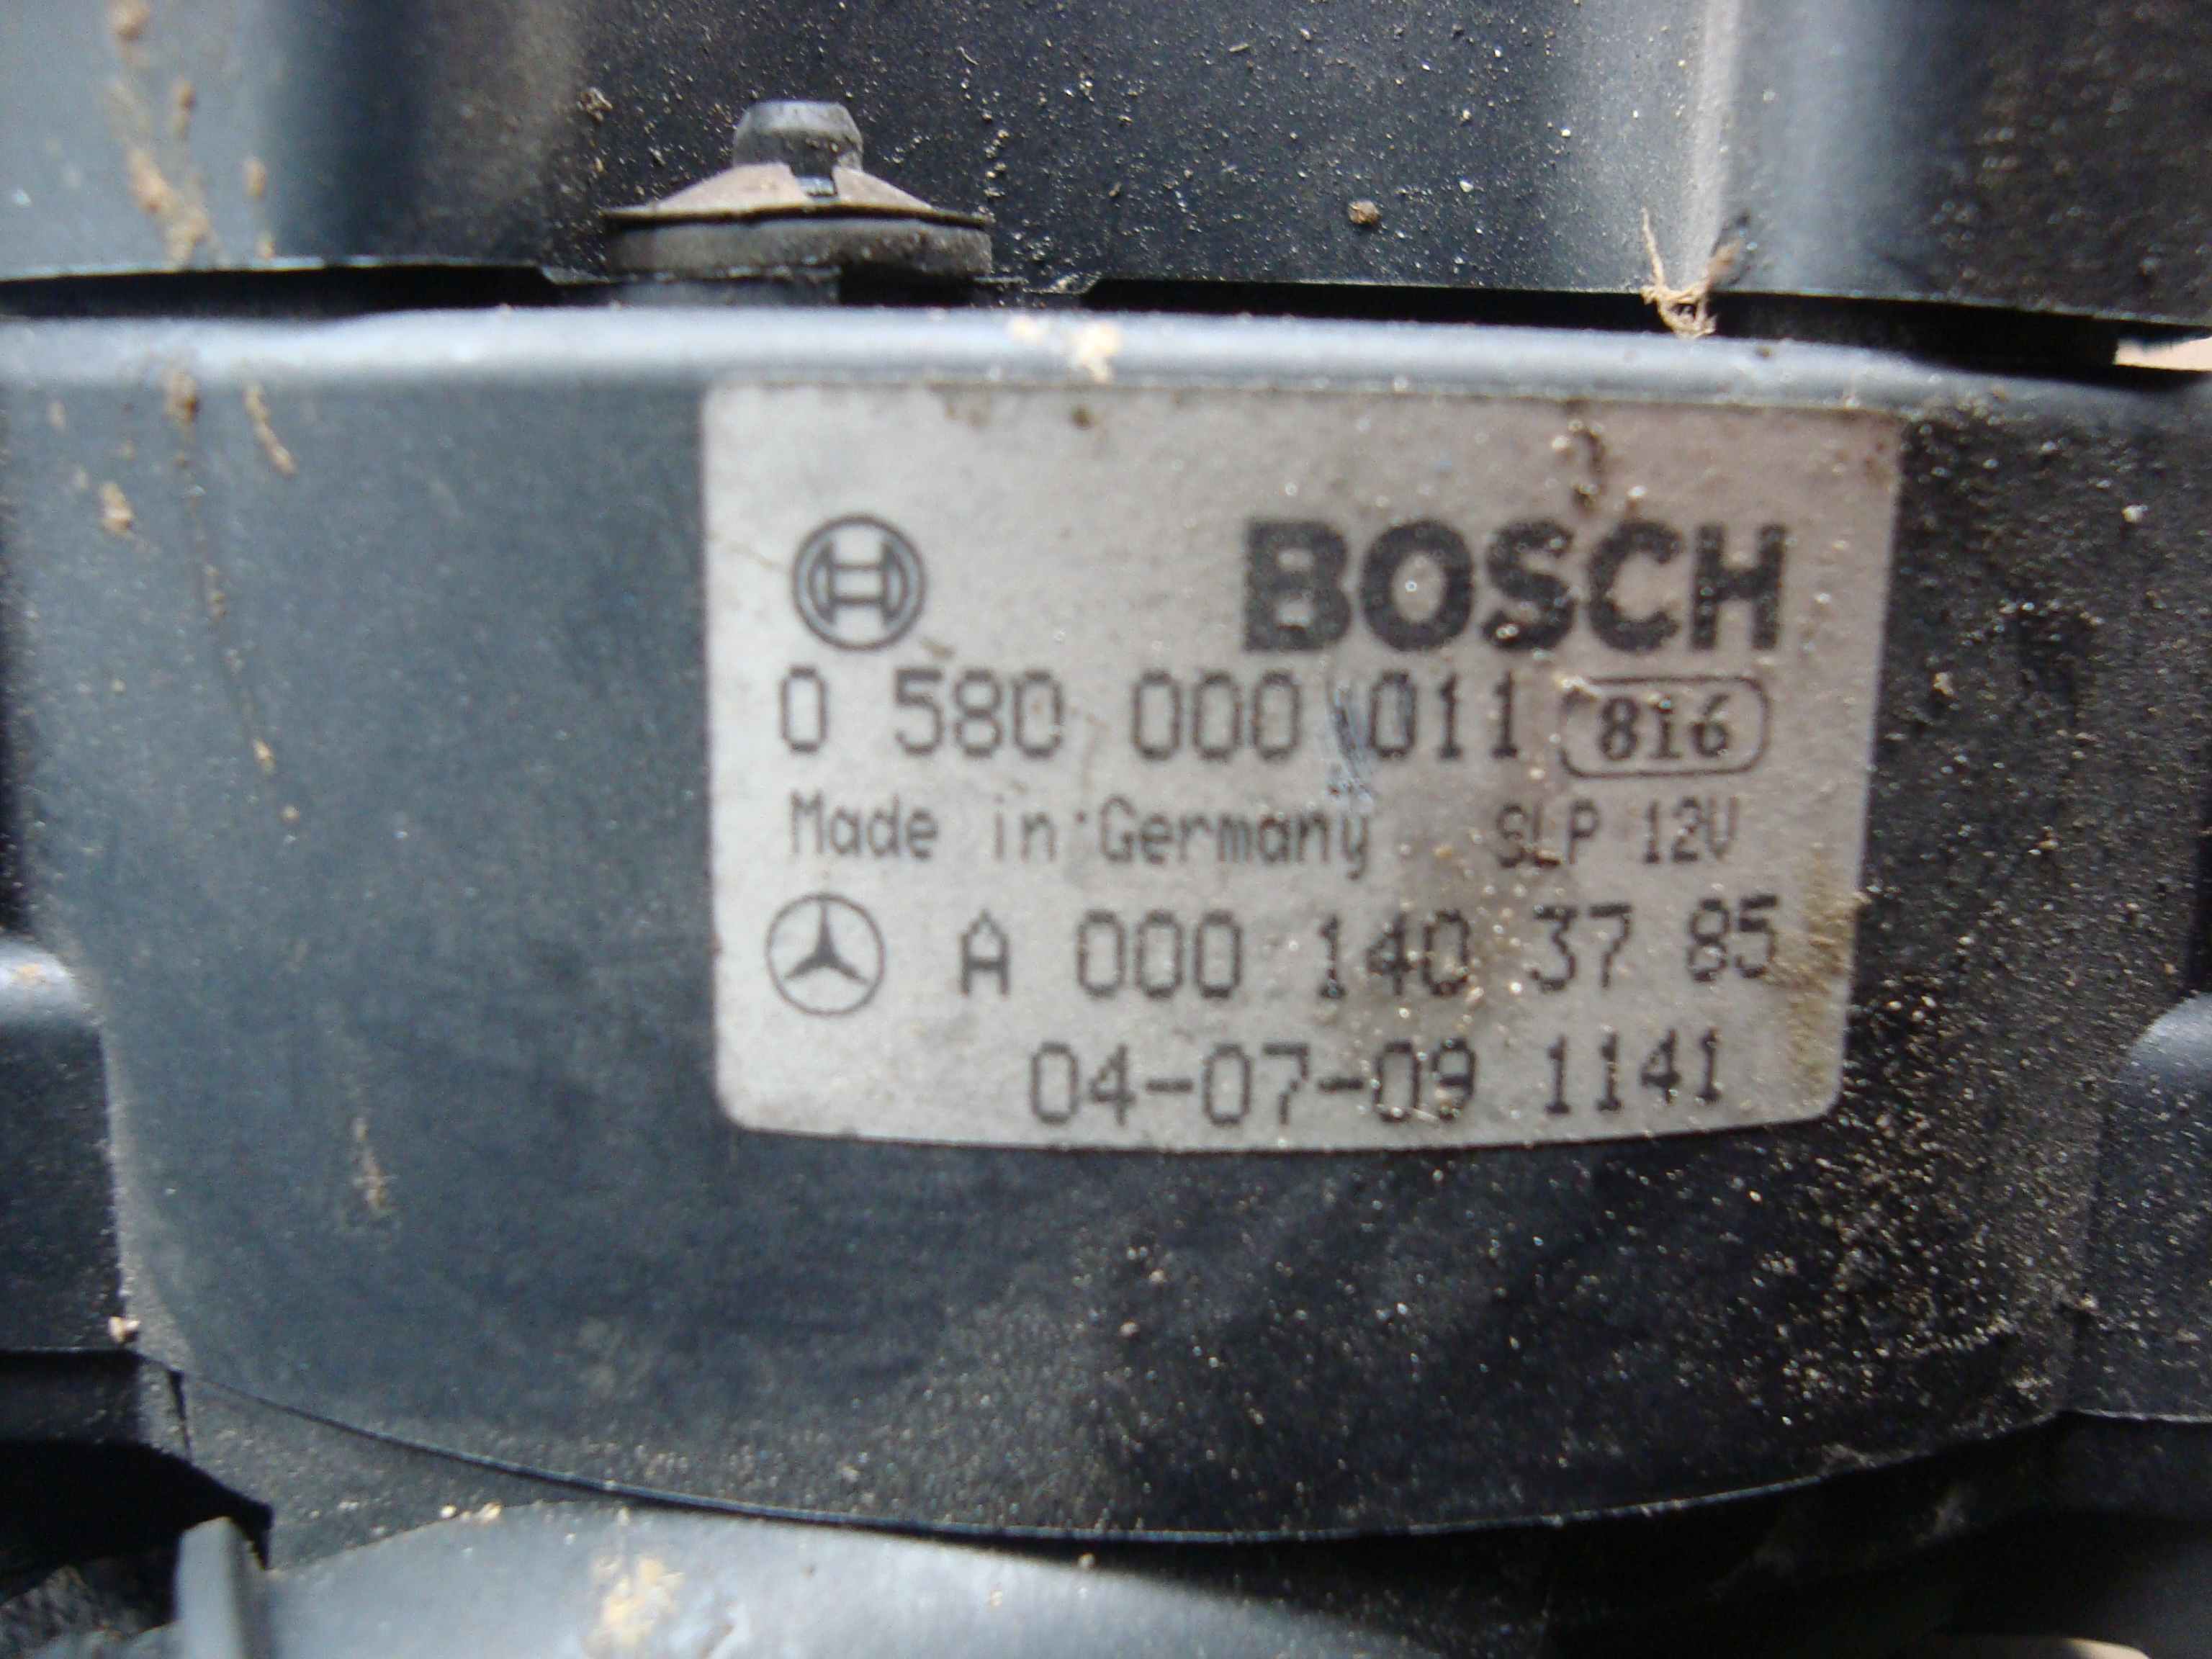 BOSCH
0 580 000 011 816
Made in Germany SLP 12V
A 000 140 37 85
04-07-09 1141